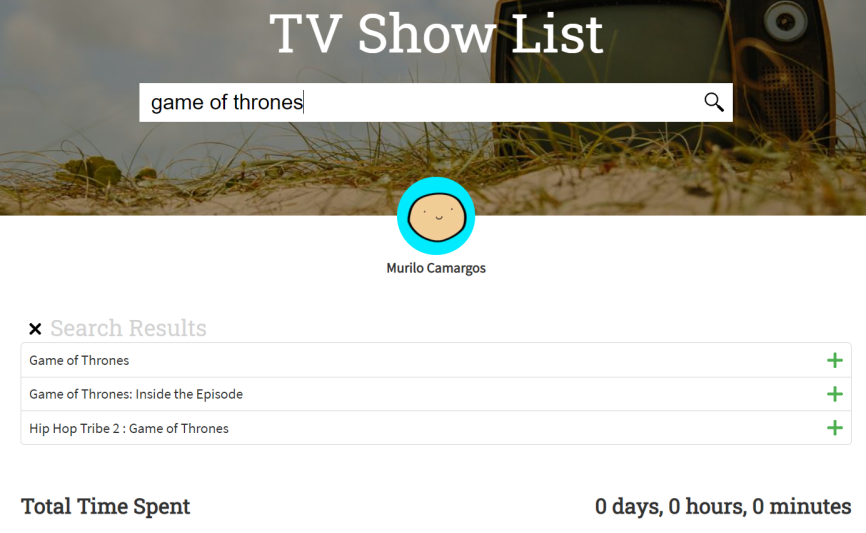 TV Show List
game of thrones
Murilo Camargos
Search Results
Game of Thrones
Game of Thrones: Inside the Episode
Hip Hop Tribe 2 : Game of Thrones
Total Time Spent
0 days, 0 hours, 0 minutes